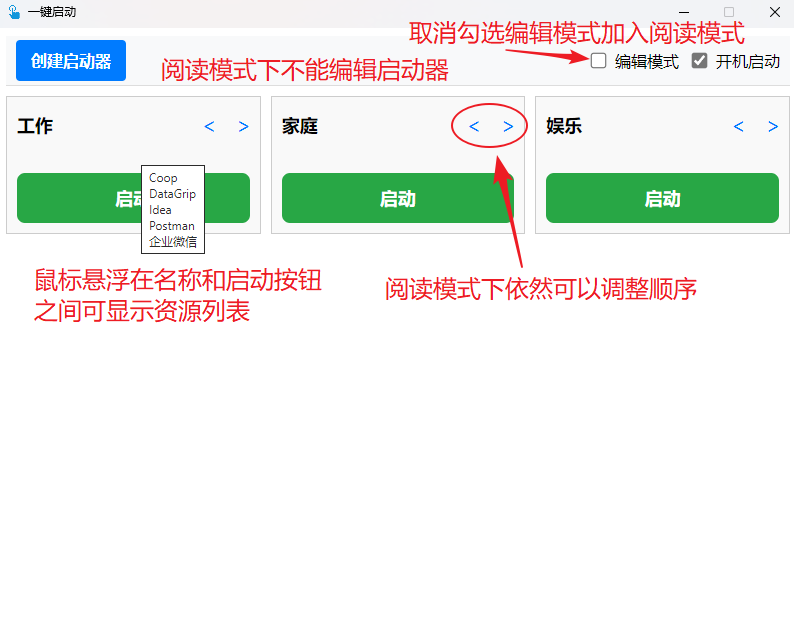 一键启动
取消勾选编辑模式加入阅读模式
创建启动器
阅读模式下不能编辑启动器
编辑模式
开机启动
工作 < >
家庭 < >
娱乐 < >
启动
启动
启动
Coop
DataGrip
Idea
Postman
企业微信
鼠标悬浮在名称和启动按钮
之间可显示资源列表
阅读模式下依然可以调整顺序